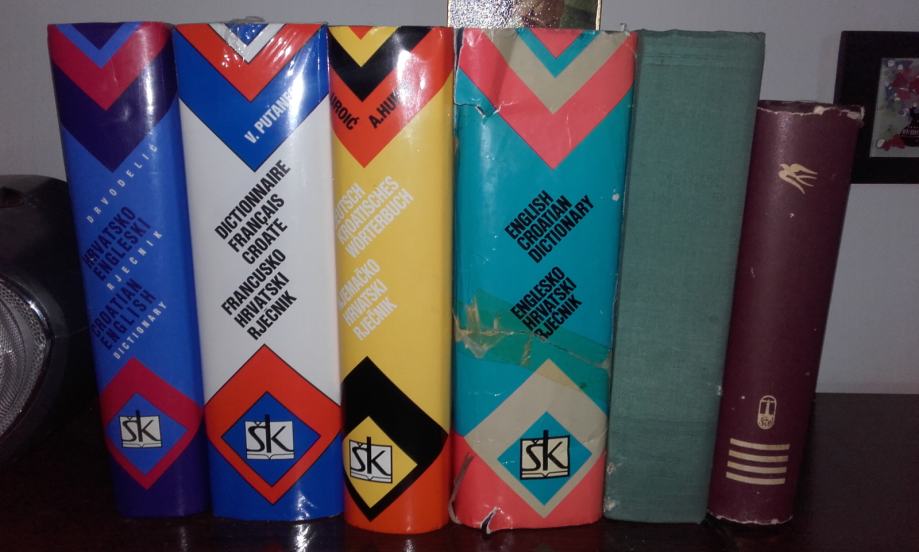 DRVODELIĆ
HRVATSKO
ENGLESKI
RJEČNIK
CROATIAN
ENGLISH
DICTIONARY
ŠK
V. PUTANEC
DICTIONNAIRE
FRANÇAIS
CROATE
FRANCUSKO
HRVATSKI
RJEČNIK
ŠK
A.HUR
DEUTSCH
KROATISCHES
WÖRTERBUCH
NJEMAČKO
HRVATSKI
RJEČNIK
ŠK
ENGLISH
CROATIAN
DICTIONARY
ENGLESKO
HRVATSKI
RJEČNIK
ŠK